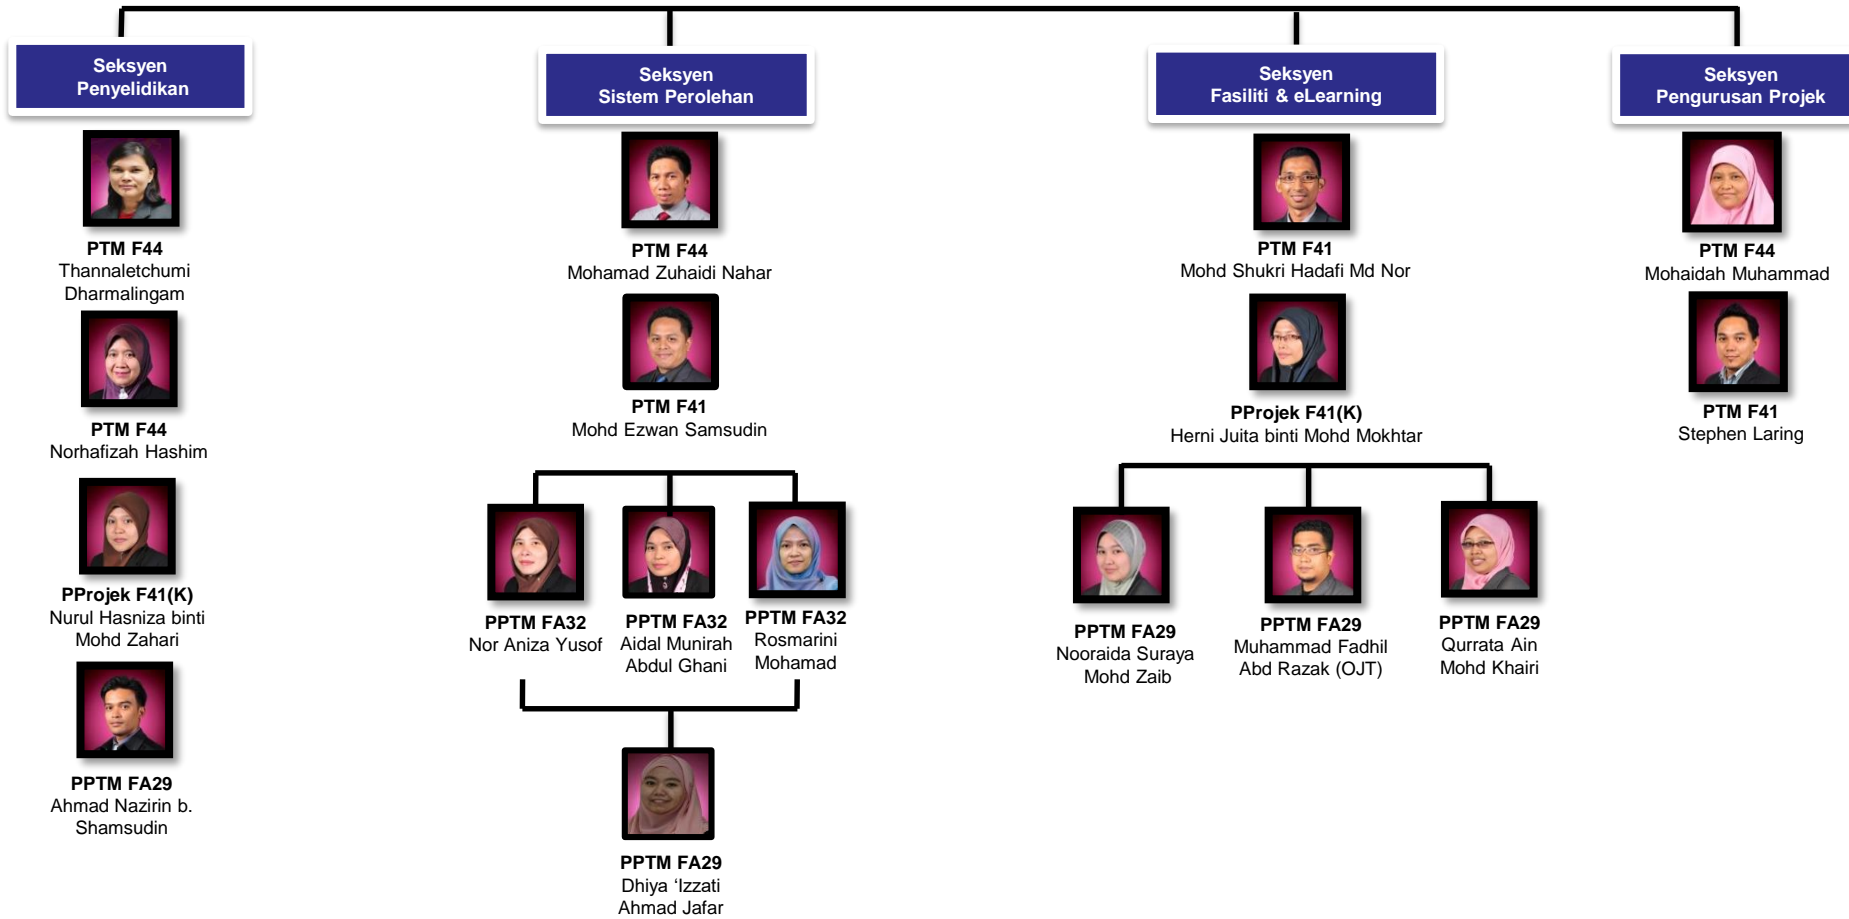 Seksyen
Penyelidikan
PTM F44
Thannaletchumi
Dharmalingam
PTM F44
Norhafizah Hashim
PProjek F41(K)
Nurul Hasniza binti
Mohd Zahari
PPTM FA29
Ahmad Nazirin b.
Shamsudin
Seksyen
Sistem Perolehan
PTM F44
Mohamad Zuhaidi Nahar
PTM F41
Mohd Ezwan Samsudin
PPTM FA32
Nor Aniza Yusof
PPTM FA32
Aidal Munirah
Abdul Ghani
PPTM FA32
Rosmarini
Mohamad
PPTM FA29
Dhiya ‘Izzati
Ahmad Jafar
Seksyen
Fasiliti & eLearning
PTM F41
Mohd Shukri Hadafi Md Nor
PProjek F41(K)
Herni Juita binti Mohd Mokhtar
PPTM FA29
Nooraida Suraya
Mohd Zaib
PPTM FA29
Muhammad Fadhil
Abd Razak (OJT)
PPTM FA29
Qurrata Ain
Mohd Khairi
Seksyen
Pengurusan Projek
PTM F44
Mohaidah Muhammad
PTM F41
Stephen Laring